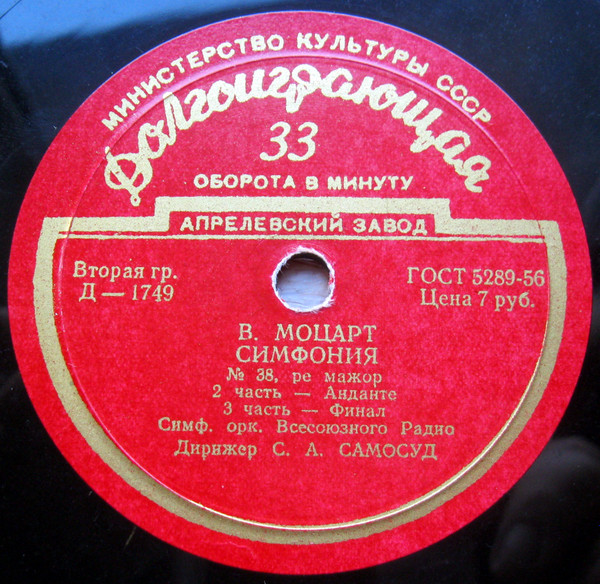 МИНИСТЕРСТВО КУЛЬТУРЫ СССР
Долгоиграющая
33
ОБОРОТА В МИНУТУ
АПРЕЛЕВСКИЙ ЗАВОД
Вторая гр.
Д — 1749
ГОСТ 5289-56
Цена 7 руб.
В. МОЦАРТ
СИМФОНИЯ
№ 38, ре мажор
2 часть — Анданте
3 часть — Финал
Симф. орк. Всесоюзного Радио
Дирижер С. А. САМОСУД